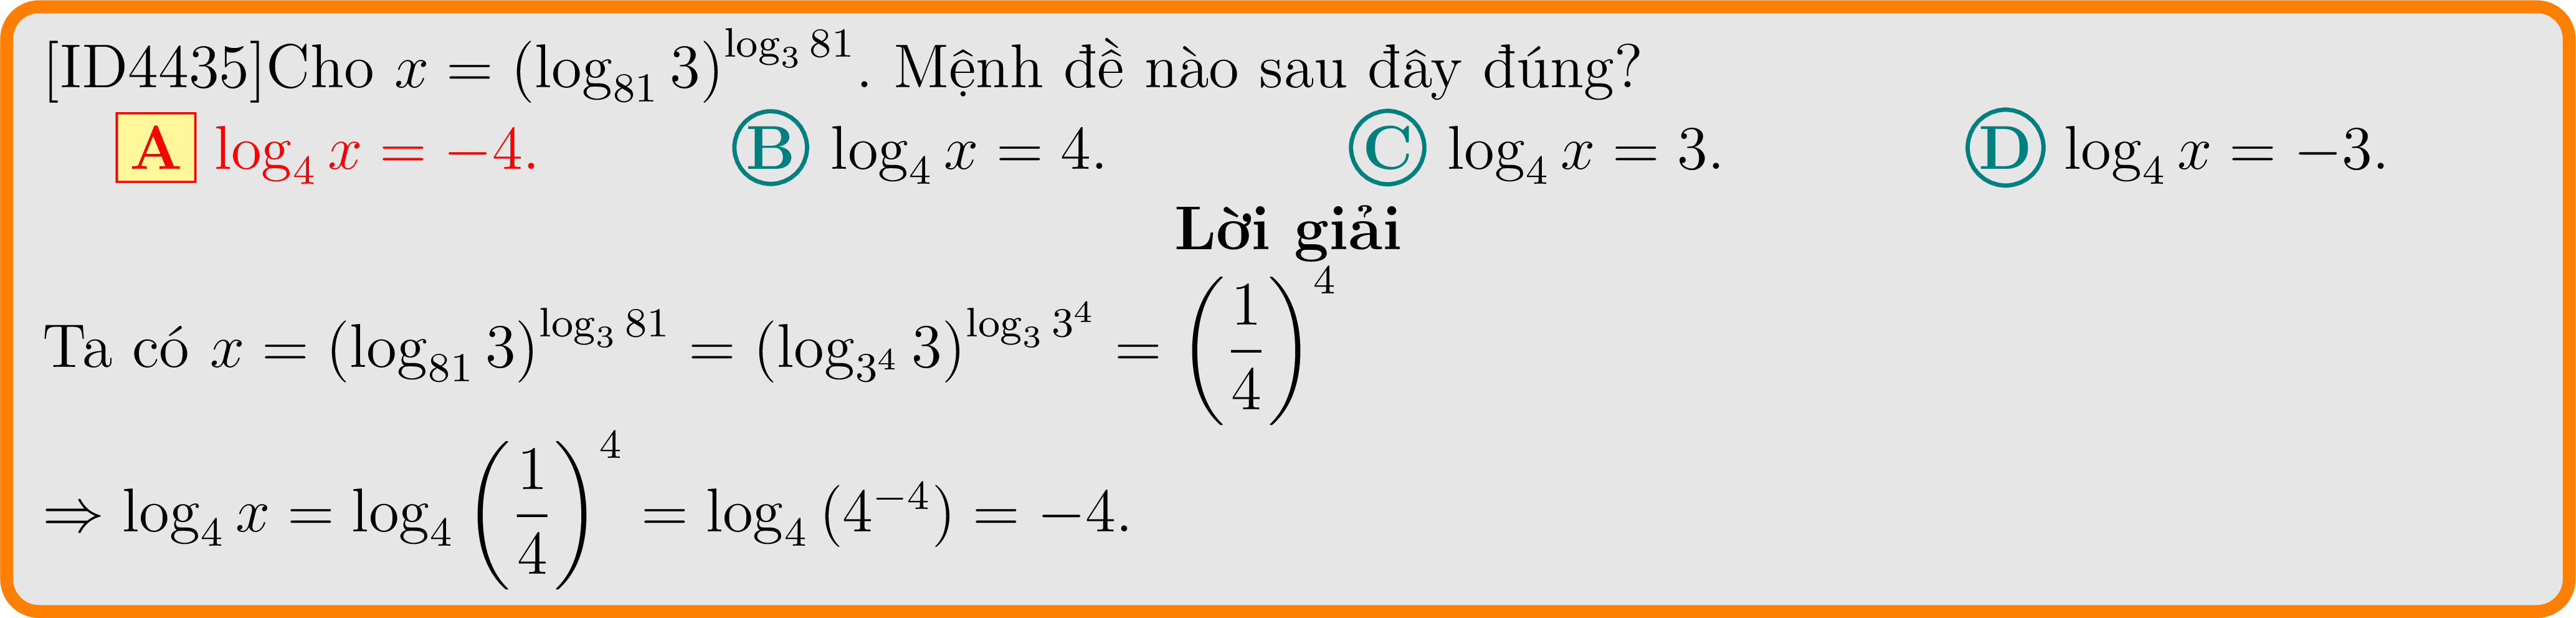 [ID4435]Cho $x = (\log_{81} 3)^{\log_3 81}$. Mệnh đề nào sau đây đúng?
A $\log_4 x = -4.$ B $\log_4 x = 4.$ C $\log_4 x = 3.$ D $\log_4 x = -3.$
Lời giải
Ta có $x = (\log_{81} 3)^{\log_3 81} = (\log_{3^4} 3)^{\log_3 3^4} = \left(\dfrac{1}{4}\right)^4$
$\Rightarrow \log_4 x = \log_4 \left(\dfrac{1}{4}\right)^4 = \log_4 (4^{-4}) = -4.$